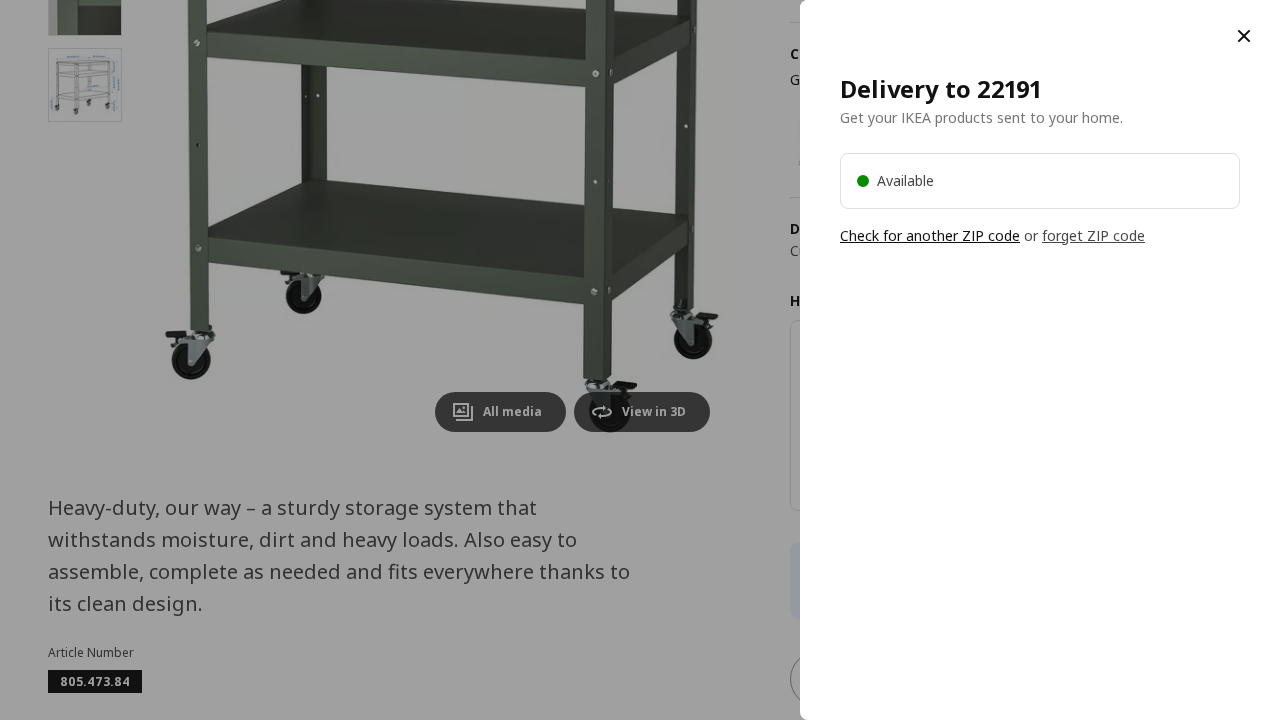 All media
View in 3D
Heavy-duty, our way – a sturdy storage system that
withstands moisture, dirt and heavy loads. Also easy to
assemble, complete as needed and fits everywhere thanks to
its clean design.
Article Number
805.473.84
Delivery to 22191
Get your IKEA products sent to your home.
Available
Check for another ZIP code or forget ZIP code